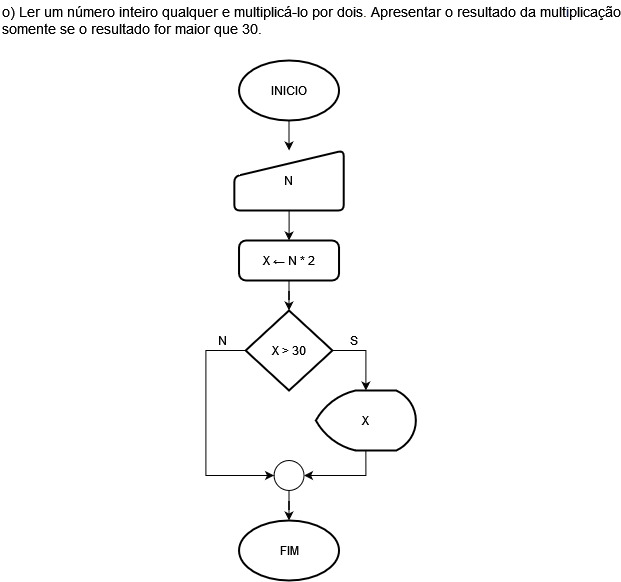 o) Ler um número inteiro qualquer e multiplicá-lo por dois. Apresentar o resultado da multiplicação
somente se o resultado for maior que 30.
INICIO
N
X ← N * 2
N
S
X > 30
X
FIM